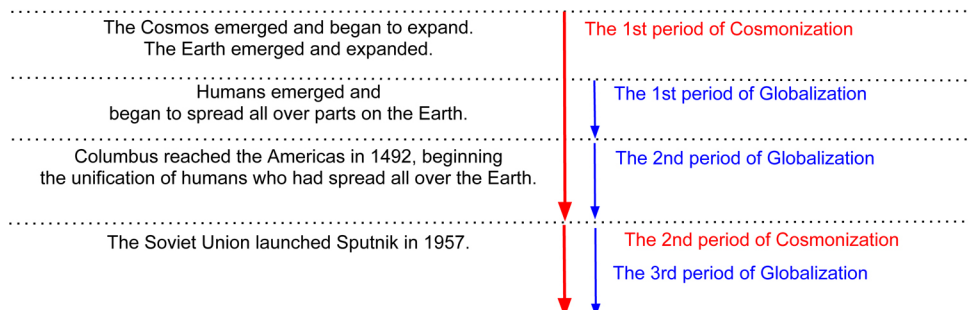 The Cosmos emerged and began to expand.
The Earth emerged and expanded.
The 1st period of Cosmonization
Humans emerged and
began to spread all over parts on the Earth.
The 1st period of Globalization
Columbus reached the Americas in 1492, beginning
the unification of humans who had spread all over the Earth.
The 2nd period of Globalization
The Soviet Union launched Sputnik in 1957.
The 2nd period of Cosmonization
The 3rd period of Globalization